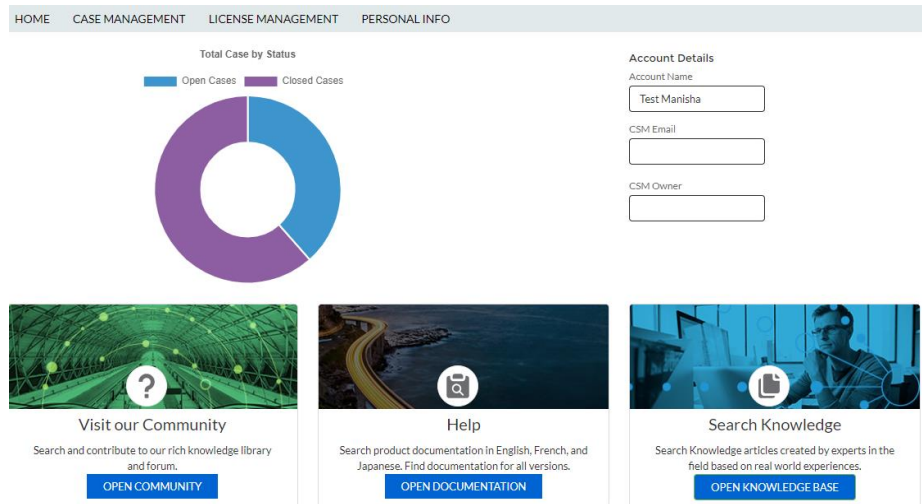 HOME CASE MANAGEMENT LICENSE MANAGEMENT PERSONAL INFO
Total Case by Status
Open Cases Closed Cases
Account Details
Account Name
Test Manisha
CSM Email
CSM Owner
?
Visit our Community
Search and contribute to our rich knowledge library
and forum.
OPEN COMMUNITY
Help
Search product documentation in English, French, and
Japanese. Find documentation for all versions.
OPEN DOCUMENTATION
Search Knowledge
Search Knowledge articles created by experts in the
field based on real world experiences.
OPEN KNOWLEDGE BASE